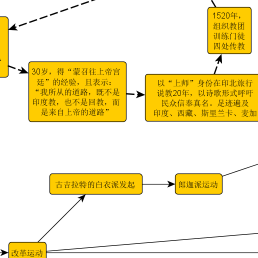 1520年，
组织教团
训练门徒
四处传教
30岁，得“蒙召往上帝宫
廷”的经验，且表示：
“我所从的道路，既不是
印度教，也不是回教，而
是来自上帝的道路”
以“上师”身份在印北旅行
说教20年，以诗歌形式呼吁
民众信奉真名。足迹遍及
印度、西藏、斯里兰卡、麦加
古吉拉特的白衣派发起
郎迦派运动
改革运动